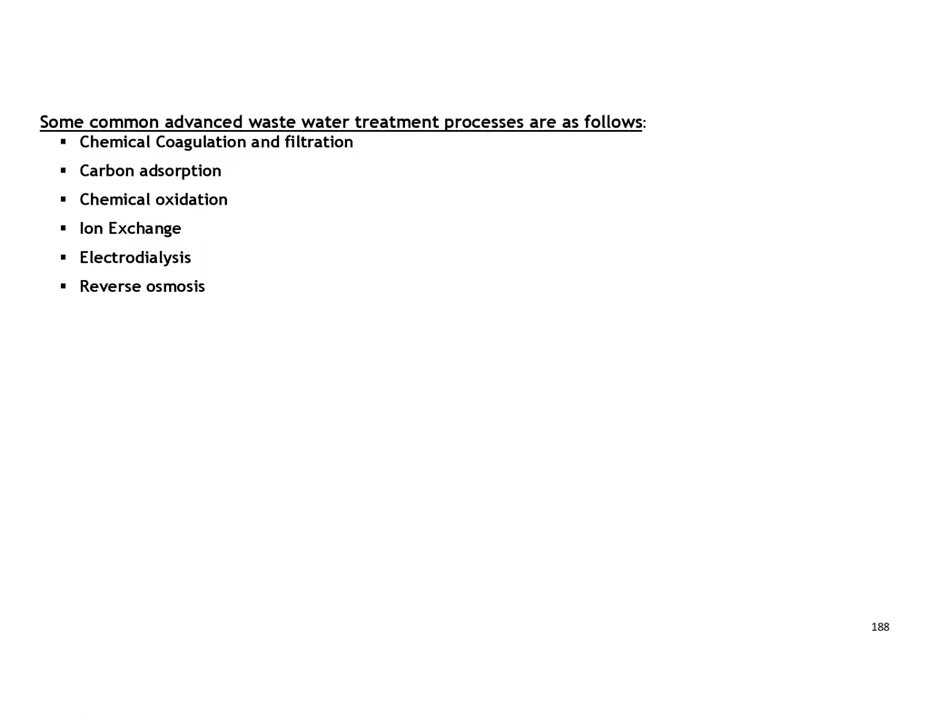 Some common advanced waste water treatment processes are as follows:
▪ Chemical Coagulation and filtration
▪ Carbon adsorption
▪ Chemical oxidation
▪ Ion Exchange
▪ Electrodialysis
▪ Reverse osmosis
188